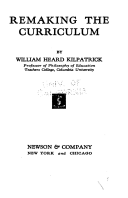 REMAKING THE
CURRICULUM
BY
WILLIAM HEARD KILPATRICK
Professor of Philosophy of Education
Teachers College, Columbia University
NEWSON & COMPANY
NEW YORK and CHICAGO